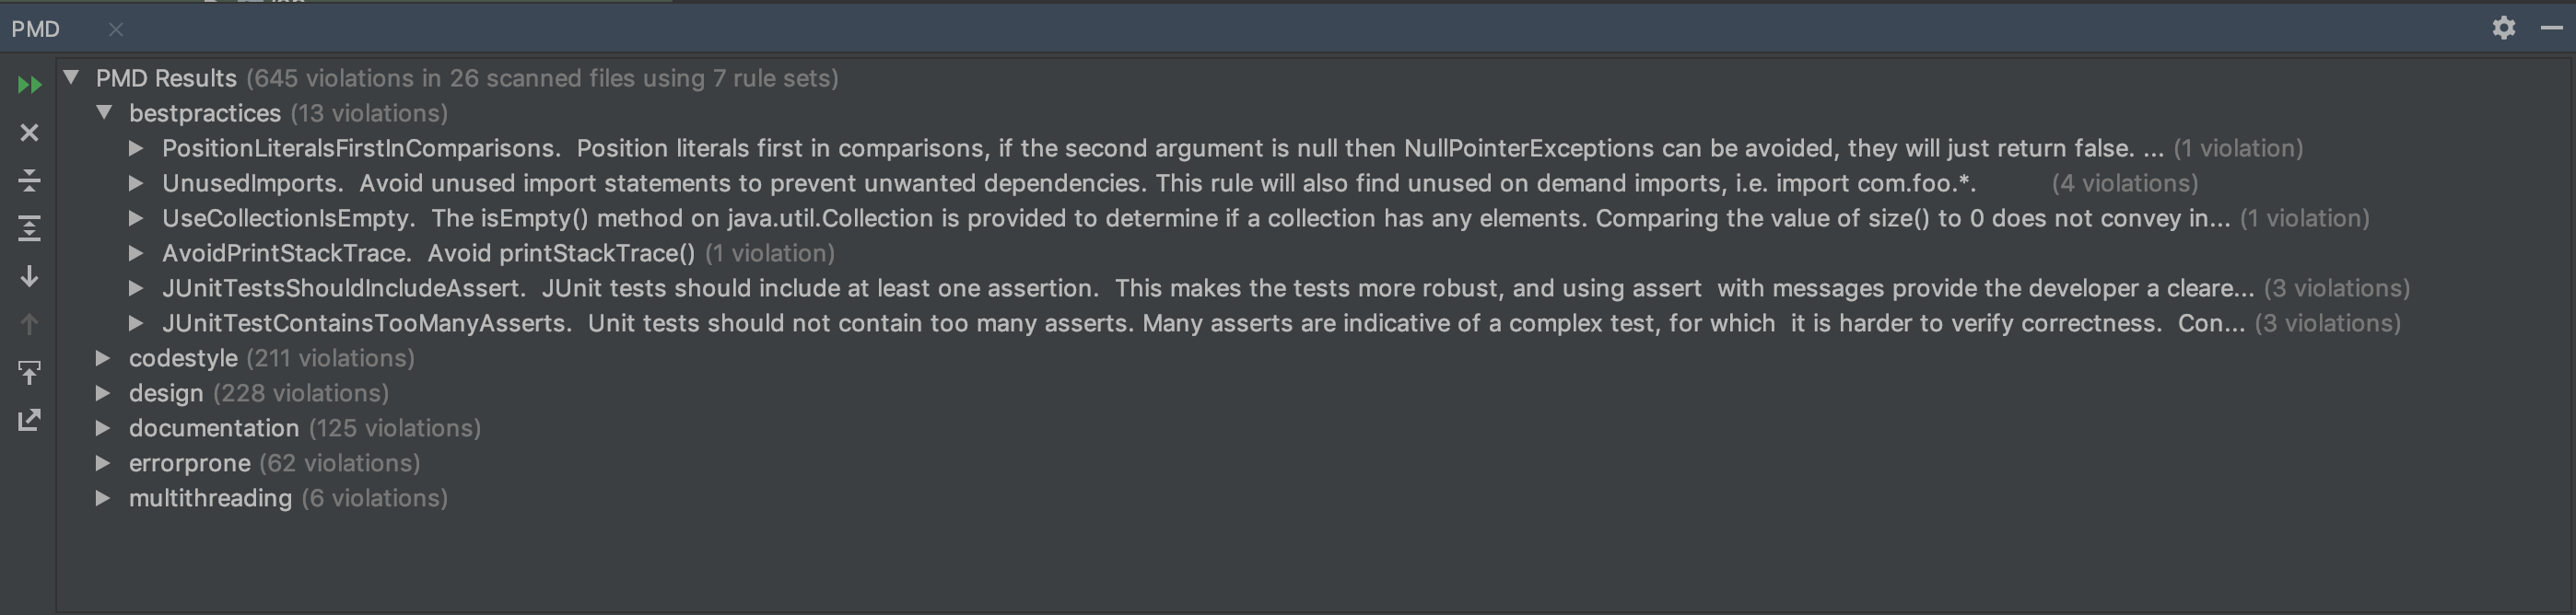 PMD
PMD Results (645 violations in 26 scanned files using 7 rule sets)
bestpractices (13 violations)
PositionLiteralsFirstInComparisons.  Position literals first in comparisons, if the second argument is null then NullPointerExceptions can be avoided, they will just return false. ... (1 violation)
UnusedImports.  Avoid unused import statements to prevent unwanted dependencies. This rule will also find unused on demand imports, i.e. import com.foo.*. (4 violations)
UseCollectionIsEmpty.  The isEmpty() method on java.util.Collection is provided to determine if a collection has any elements. Comparing the value of size() to 0 does not convey in... (1 violation)
AvoidPrintStackTrace.  Avoid printStackTrace() (1 violation)
JUnitTestsShouldIncludeAssert.  JUnit tests should include at least one assertion.  This makes the tests more robust, and using assert  with messages provide the developer a cleare... (3 violations)
JUnitTestContainsTooManyAsserts.  Unit tests should not contain too many asserts. Many asserts are indicative of a complex test, for which  it is harder to verify correctness.  Con... (3 violations)
codestyle (211 violations)
design (228 violations)
documentation (125 violations)
errorprone (62 violations)
multithreading (6 violations)